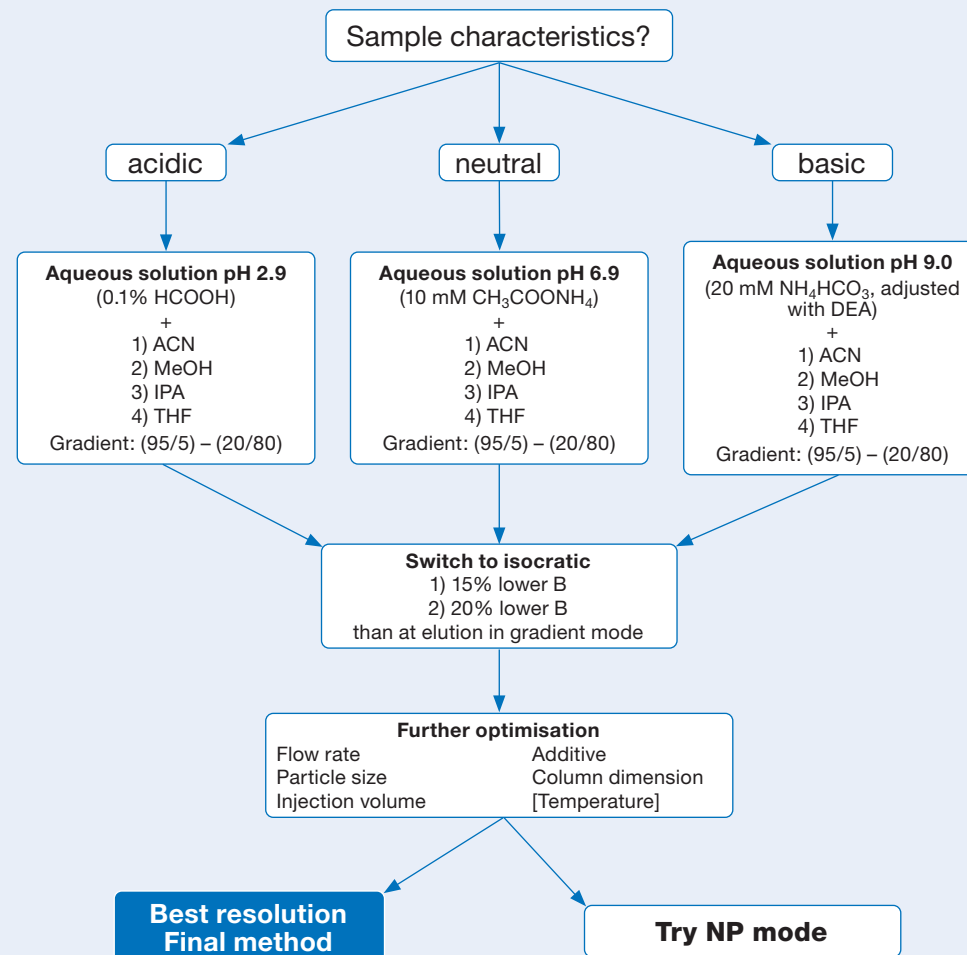 Sample characteristics?
acidic
neutral
basic
Aqueous solution pH 2.9
(0.1% HCOOH)
+
1) ACN
2) MeOH
3) IPA
4) THF
Gradient: (95/5) – (20/80)
Aqueous solution pH 6.9
(10 mM CH₃COONH₄)
+
1) ACN
2) MeOH
3) IPA
4) THF
Gradient: (95/5) – (20/80)
Aqueous solution pH 9.0
(20 mM NH₄HCO₃, adjusted
with DEA)
+
1) ACN
2) MeOH
3) IPA
4) THF
Gradient: (95/5) – (20/80)
Switch to isocratic
1) 15% lower B
2) 20% lower B
than at elution in gradient mode
Further optimisation
Flow rate
Particle size
Injection volume
Additive
Column dimension
[Temperature]
Best resolution
Final method
Try NP mode